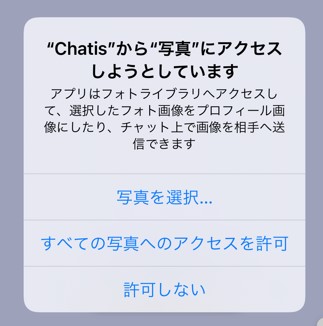 “Chatis”から“写真”にアクセス
しようとしています
アプリはフォトライブラリへアクセスし
て、選択したフォト画像をプロフィール画
像にしたり、チャット上で画像を相手へ送
信できます
写真を選択...
すべての写真へのアクセスを許可
許可しない